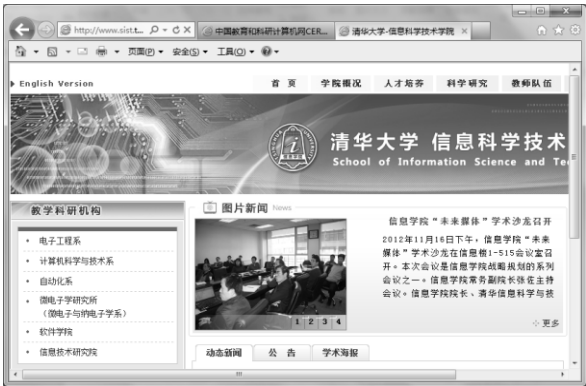 http://www.sist.t...
中国教育和科研计算机网CER...
清华大学-信息科学技术学院
页面(P)
安全(S)
工具(O)
English Version
首 页
学院概况
人才培养
科学研究
教师队伍
清华大学 信息科学技术
School of Information Science and Te
教学科研机构
电子工程系
计算机科学与技术系
自动化系
微电子学研究所
(微电子与纳电子学系)
软件学院
信息技术研究院
图片新闻 News
1 2 3 4
信息学院“未来媒体”学术沙龙召开
2012年11月16日下午，信息学院“未来
媒体”学术沙龙在信息楼1-515会议室召
开。本次会议是信息学院战略规划的系列
会议之一。信息学院常务副院长张佐主持
会议。信息学院院长、清华信息科学与技
更多
动态新闻
公 告
学术海报